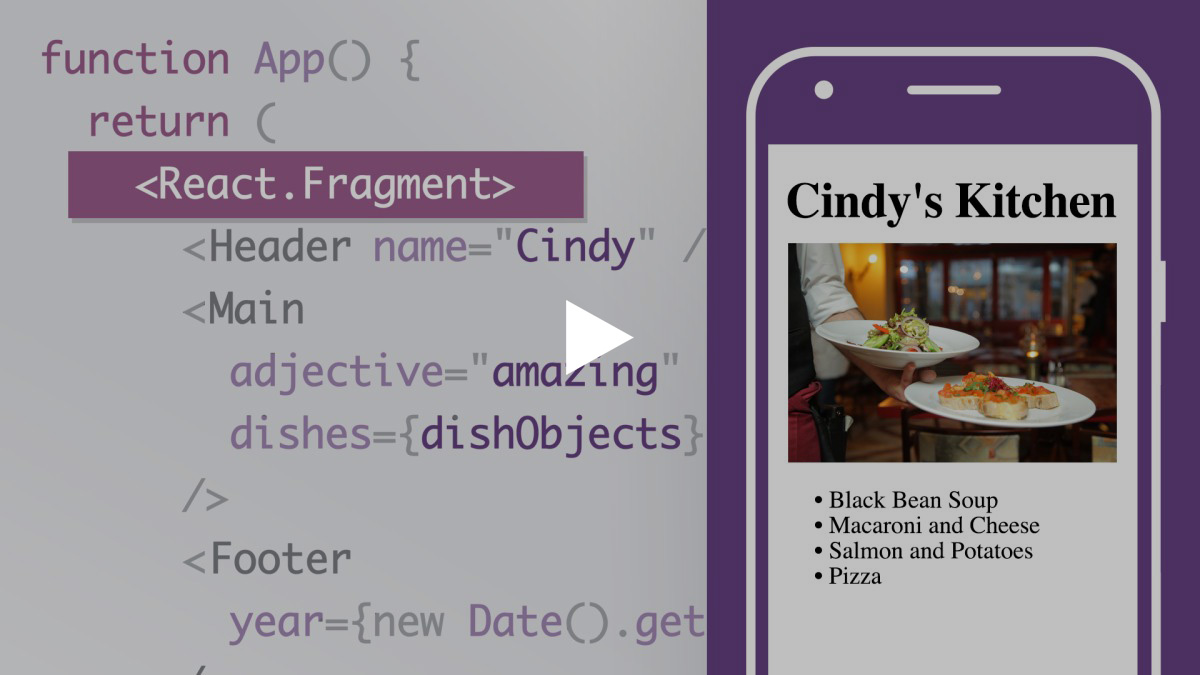 function App() {
return (
<React.Fragment>
<Header name="Cindy" /
<Main
adjective="amazing"
dishes={dishObjects}
/>
<Footer
year={new Date().get
/
Cindy's Kitchen
• Black Bean Soup
• Macaroni and Cheese
• Salmon and Potatoes
• Pizza